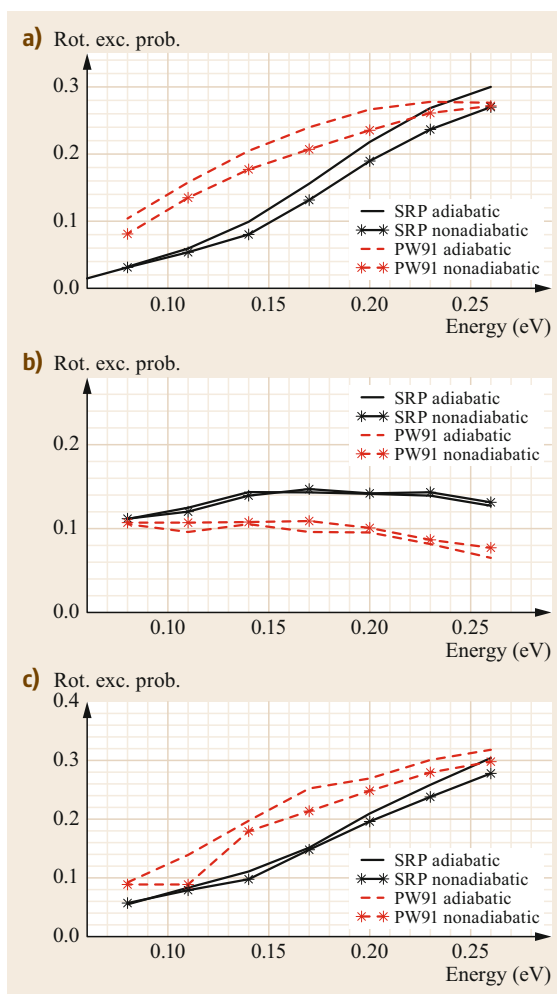 a) Rot. exc. prob.
0.3
0.2
0.1
0.0
SRP adiabatic
SRP nonadiabatic
PW91 adiabatic
PW91 nonadiabatic
0.10 0.15 0.20 0.25
Energy (eV)
b) Rot. exc. prob.
0.2
0.1
0.0
SRP adiabatic
SRP nonadiabatic
PW91 adiabatic
PW91 nonadiabatic
0.10 0.15 0.20 0.25
Energy (eV)
c) Rot. exc. prob.
0.4
0.3
0.2
0.1
0.0
SRP adiabatic
SRP nonadiabatic
PW91 adiabatic
PW91 nonadiabatic
0.10 0.15 0.20 0.25
Energy (eV)